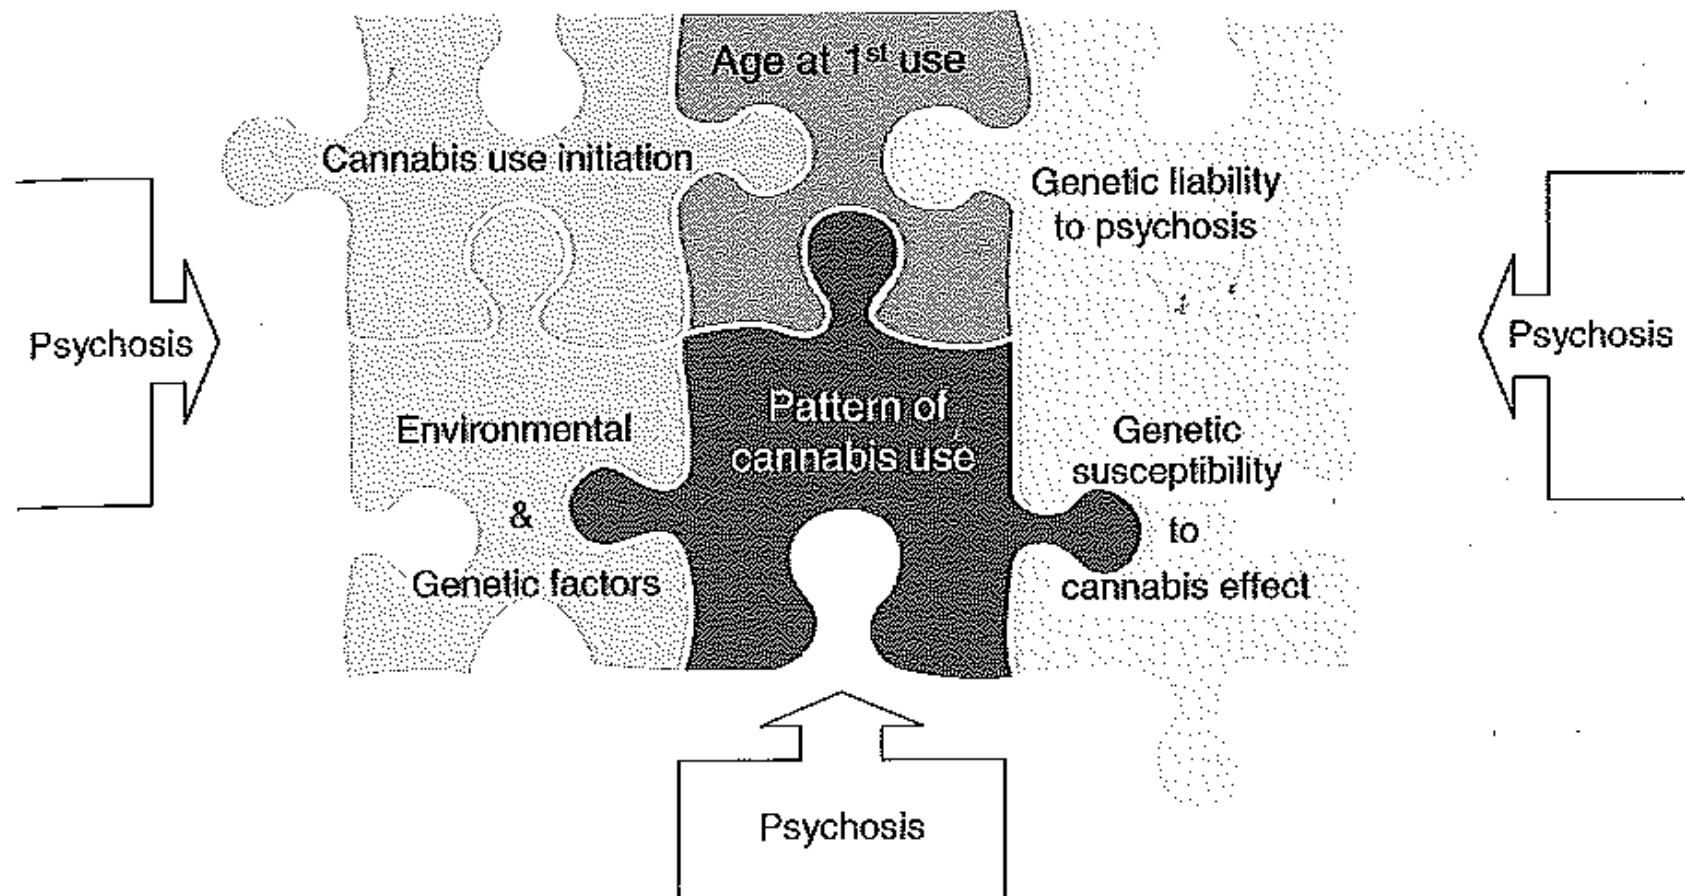 Age at 1st use
Cannabis use initiation
Genetic liability
to psychosis
Psychosis
Psychosis
Environmental
&
Genetic factors
Pattern of
cannabis use
Genetic
susceptibility
to
cannabis effect
Psychosis